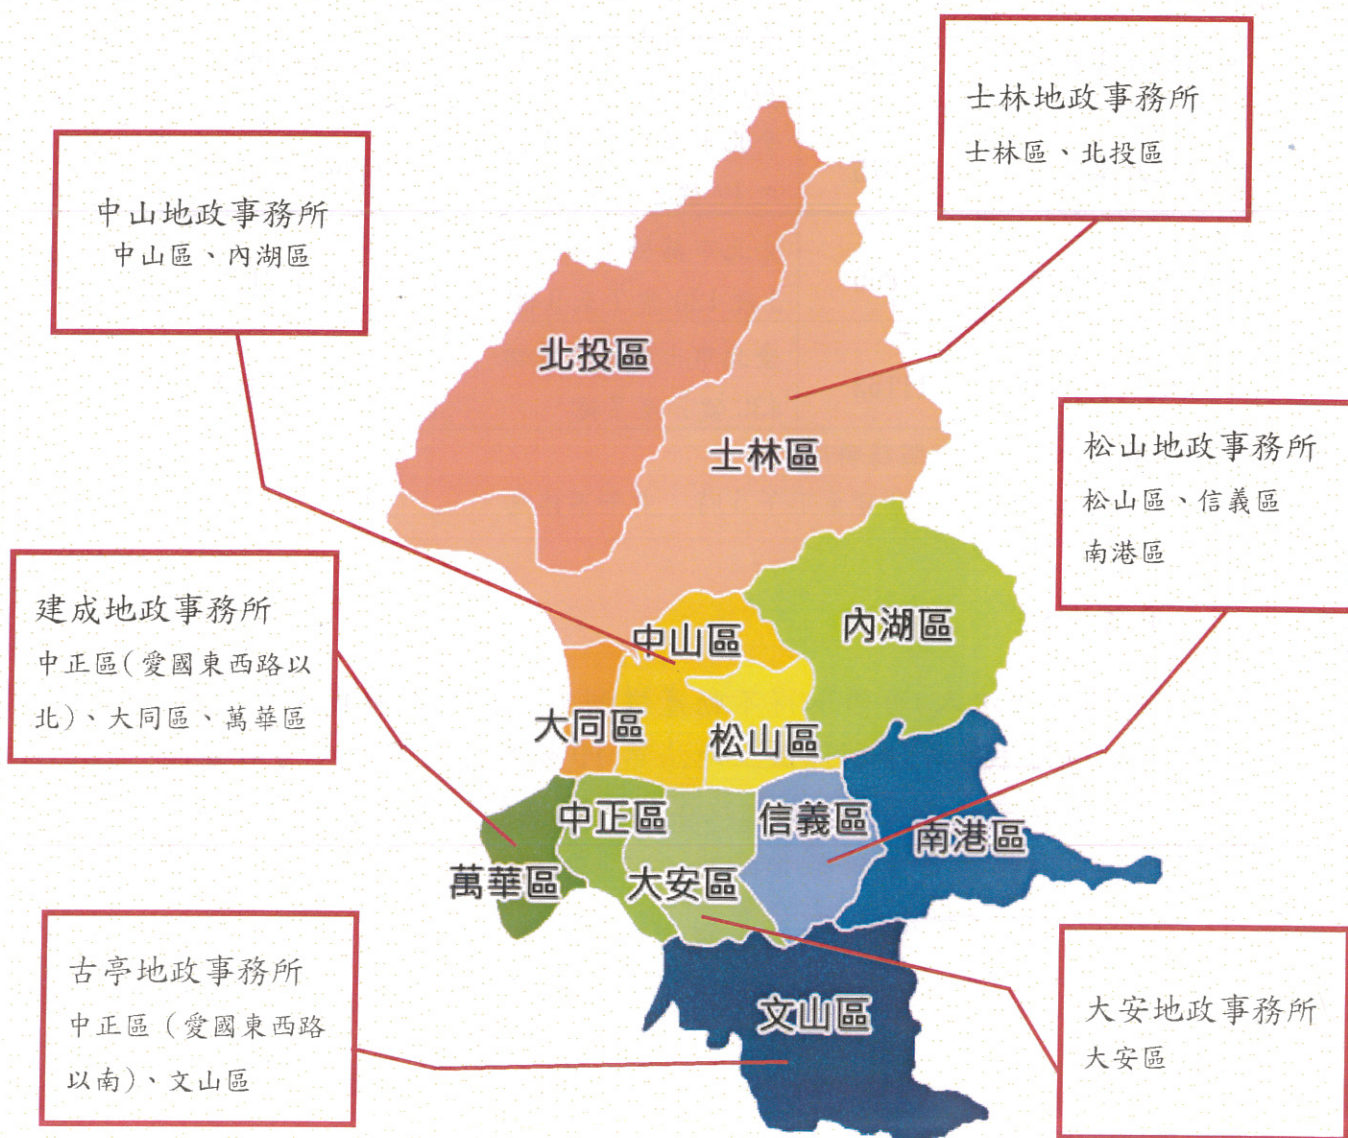 士林地政事務所
士林區、北投區
中山地政事務所
中山區、內湖區
北投區
士林區
松山地政事務所
松山區、信義區
南港區
建成地政事務所
中正區(愛國東西路以
北)、大同區、萬華區
中山區
內湖區
大同區
松山區
中正區
信義區
南港區
萬華區
大安區
古亭地政事務所
中正區(愛國東西路
以南)、文山區
文山區
大安地政事務所
大安區